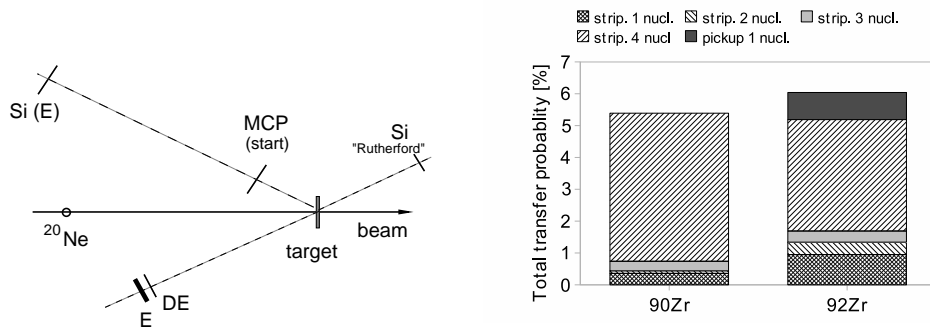 Si (E)
MCP
(start)
Si
"Rutherford"
20Ne
target
beam
DE
E
strip. 1 nucl. strip. 2 nucl. strip. 3 nucl.
strip. 4 nucl pickup 1 nucl.
Total transfer probablity [%]
7
6
5
4
3
2
1
0
90Zr 92Zr